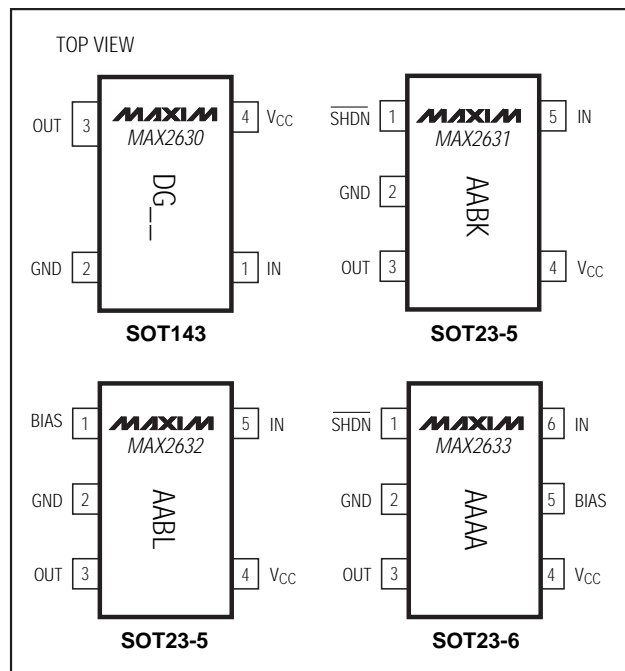 TOP VIEW
OUT 3 MAXIM 4 VCC
MAX2630
DG__
GND 2 1 IN
SOT143
SHDN 1 MAXIM 5 IN
MAX2631
GND 2
AABK
OUT 3 4 VCC
SOT23-5
BIAS 1 MAXIM 5 IN
MAX2632
GND 2
AABL
OUT 3 4 VCC
SOT23-5
SHDN 1 MAXIM 6 IN
MAX2633
GND 2 5 BIAS
AAAA
OUT 3 4 VCC
SOT23-6